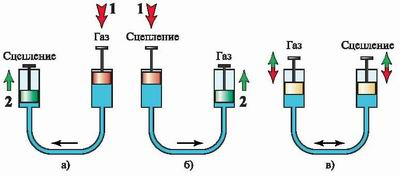 1
Газ
Сцепление
2
а)
1
Сцепление
Газ
2
б)
Газ
Сцепление
в)